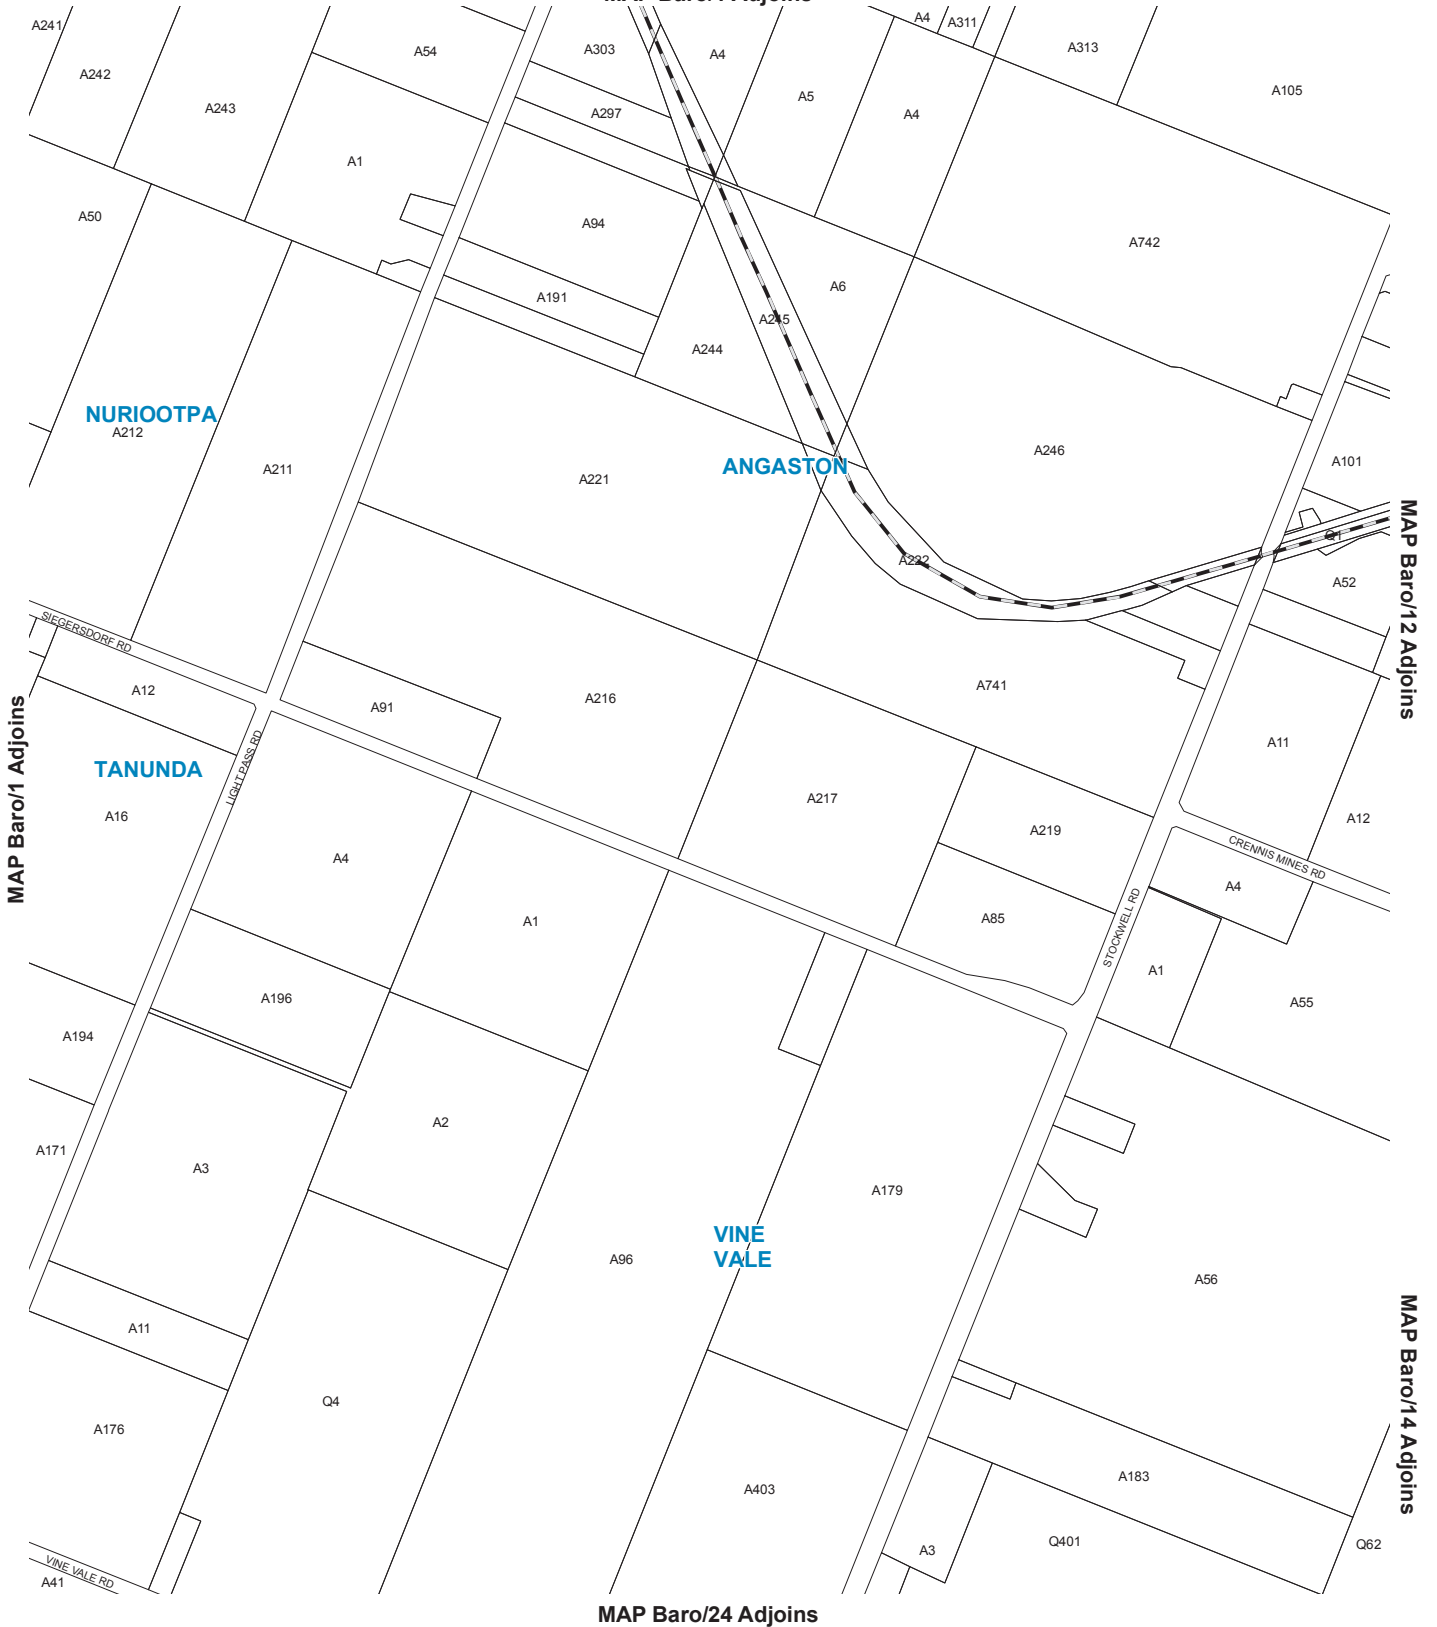 A241
A242
A243
A54
A303
A4
A4
A311
A313
A105
A5
A4
A297
A1
A50
A94
A742
A191
A6
A245
A244
NURIOOTPA
A212
A211
A221
ANGASTON
A246
A101
Q1
A222
A52
MAP Baro/12 Adjoins
SIEGERSDORF RD
A12
A91
A216
A741
A11
MAP Baro/1 Adjoins
TANUNDA
LIGHT PASS RD
A16
A4
A217
A219
A12
CRENNIS MINES RD
A4
A1
A85
STOCKWELL RD
A1
A55
A196
A194
A2
A171
A3
A179
VINE
VALE
A96
A56
A11
Q4
A176
MAP Baro/14 Adjoins
A403
A183
A3
Q401
Q62
VINE VALE RD
A41
MAP Baro/24 Adjoins